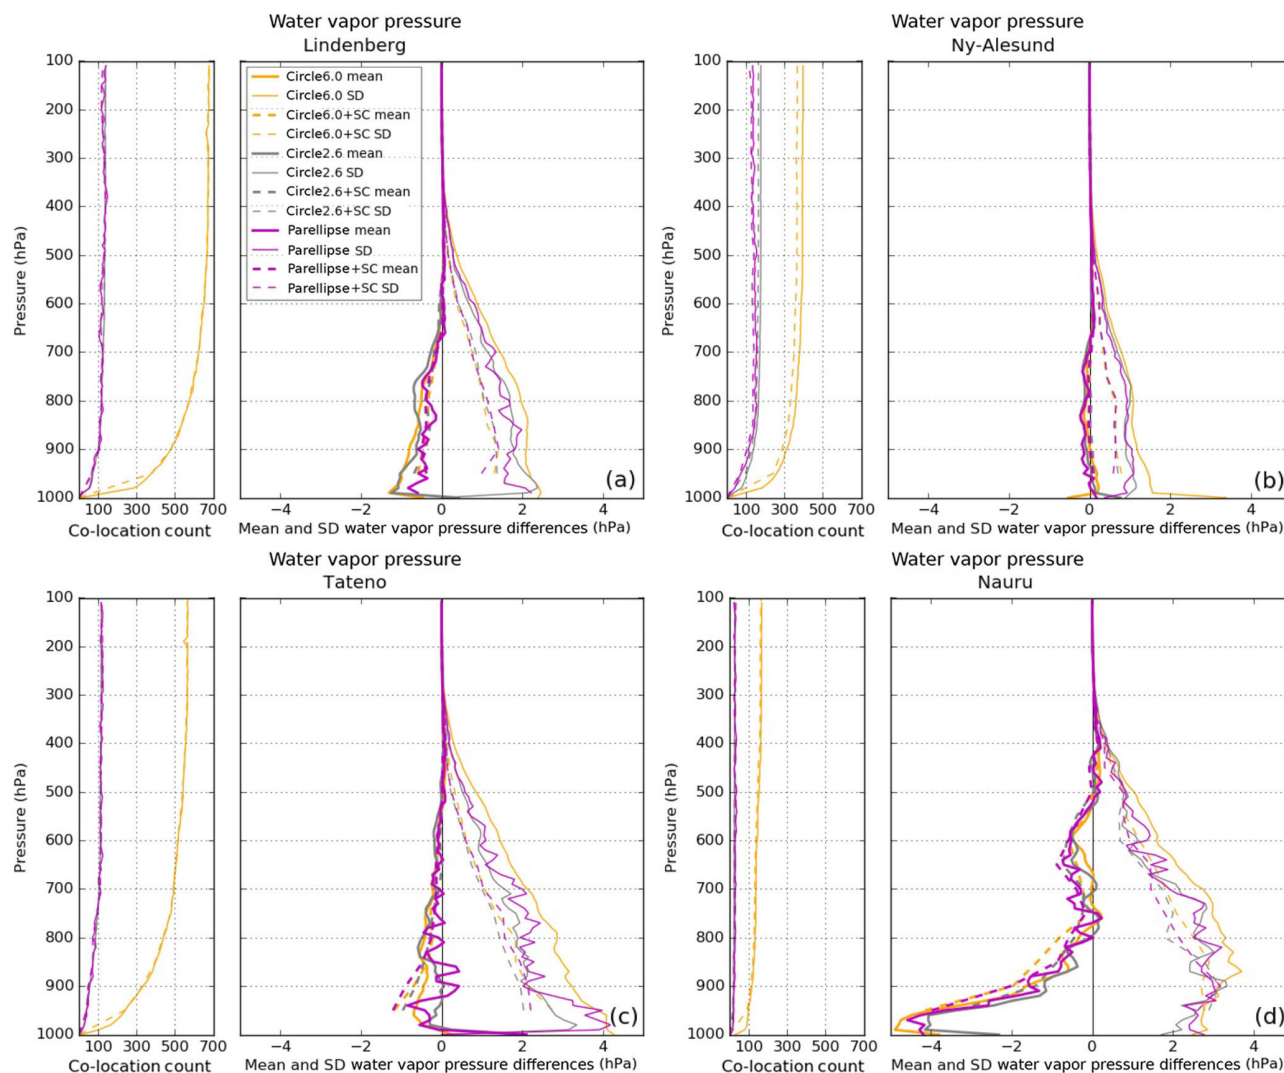 Water vapor pressure
Lindenberg
100
200
300
400
500
600
700
800
900
1000
Pressure (hPa)
100 300 500 700
Co-location count
Circle6.0 mean
Circle6.0 SD
Circle6.0+SC mean
Circle6.0+SC SD
Circle2.6 mean
Circle2.6 SD
Circle2.6+SC mean
Circle2.6+SC SD
Parellipse mean
Parellipse SD
Parellipse+SC mean
Parellipse+SC SD
(a)
−4 −2 0 2 4
Mean and SD water vapor pressure differences (hPa)
Water vapor pressure
Ny-Alesund
100
200
300
400
500
600
700
800
900
1000
Pressure (hPa)
100 300 500 700
Co-location count
(b)
−4 −2 0 2 4
Mean and SD water vapor pressure differences (hPa)
Water vapor pressure
Tateno
100
200
300
400
500
600
700
800
900
1000
Pressure (hPa)
100 300 500 700
Co-location count
(c)
−4 −2 0 2 4
Mean and SD water vapor pressure differences (hPa)
Water vapor pressure
Nauru
100
200
300
400
500
600
700
800
900
1000
Pressure (hPa)
100 300 500 700
Co-location count
(d)
−4 −2 0 2 4
Mean and SD water vapor pressure differences (hPa)